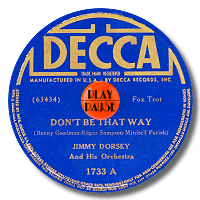 DECCA
TRADE MARK REGISTERED
MANUFACTURED IN U.S.A. BY DECCA RECORDS, INC.
(63434)
Fox Trot
PLAY
PAUSE
DON'T BE THAT WAY
(Benny Goodman-Edgar Sampson-Mitchell Parish)
JIMMY DORSEY
And His Orchestra
1733 A